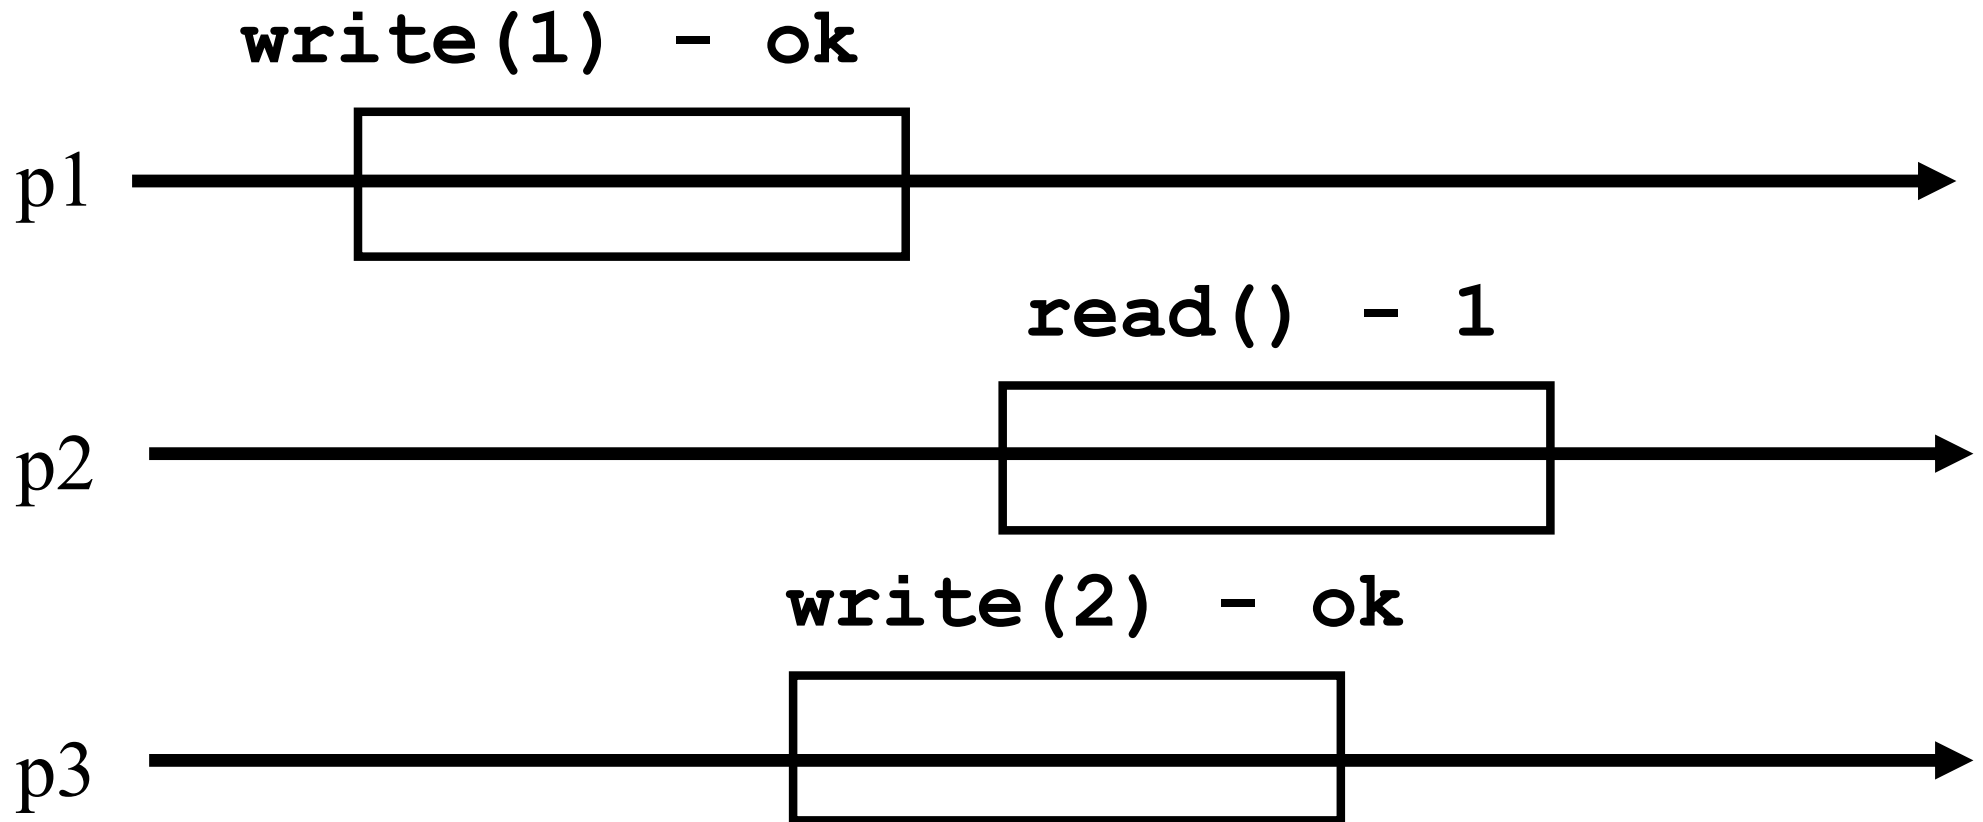 write(1) - ok
p1
read() - 1
p2
write(2) - ok
p3